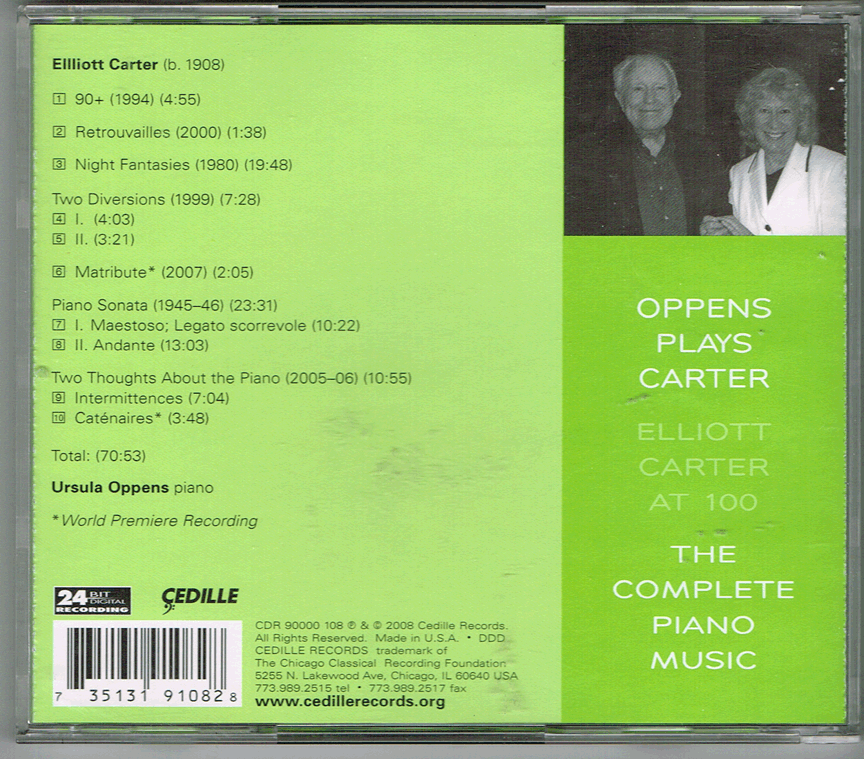 Ellliott Carter (b. 1908)
1 90+ (1994) (4:55)
2 Retrouvailles (2000) (1:38)
3 Night Fantasies (1980) (19:48)
Two Diversions (1999) (7:28)
4 I. (4:03)
5 II. (3:21)
6 Matribute* (2007) (2:05)
Piano Sonata (1945–46) (23:31)
7 I. Maestoso; Legato scorrevole (10:22)
8 II. Andante (13:03)
Two Thoughts About the Piano (2005–06) (10:55)
9 Intermittences (7:04)
10 Caténaires* (3:48)
Total: (70:53)
Ursula Oppens piano
*World Premiere Recording
24 BIT DIGITAL RECORDING
ÇEDILLE
CDR 90000 108 ℗ & © 2008 Cedille Records.
All Rights Reserved. Made in U.S.A. • DDD
CEDILLE RECORDS trademark of
The Chicago Classical Recording Foundation
5255 N. Lakewood Ave, Chicago, IL 60640 USA
773.989.2515 tel • 773.989.2517 fax
www.cedillerecords.org
7 35131 91082 8
OPPENS
PLAYS
CARTER
ELLIOTT
CARTER
AT 100
THE
COMPLETE
PIANO
MUSIC